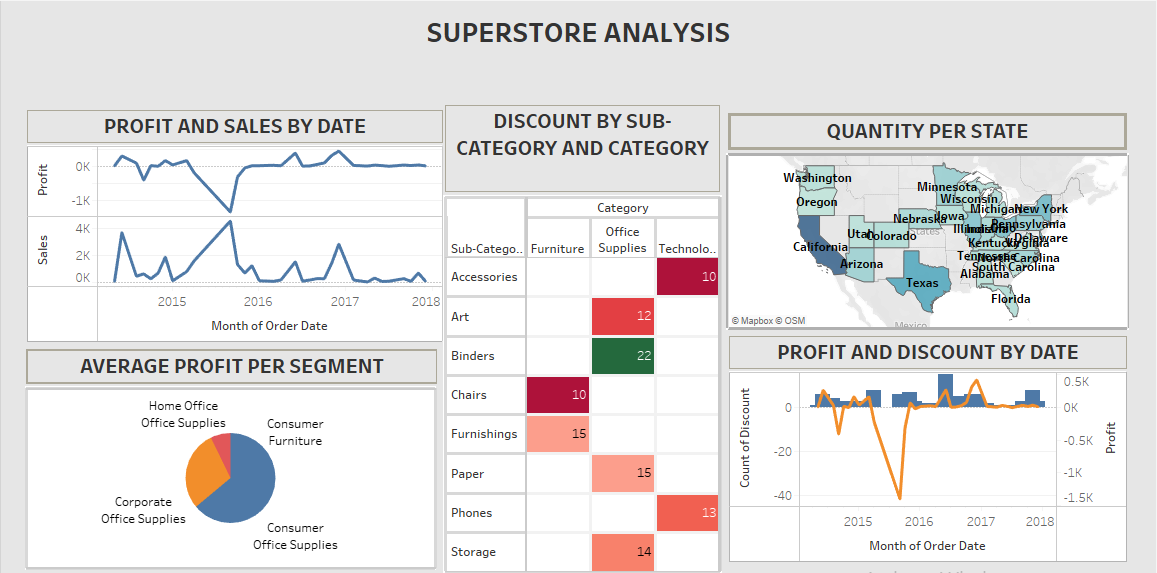 SUPERSTORE ANALYSIS
PROFIT AND SALES BY DATE
Profit
0K
-1K
Sales
4K
2K
0K
2015
2016
2017
2018
Month of Order Date
AVERAGE PROFIT PER SEGMENT
Home Office
Office Supplies
Consumer
Furniture
Corporate
Office Supplies
Consumer
Office Supplies
DISCOUNT BY SUB-
CATEGORY AND CATEGORY
Category
Sub-Catego..
Furniture
Office
Supplies
Technolo..
Accessories
10
Art
12
Binders
22
Chairs
10
Furnishings
15
Paper
15
Phones
13
Storage
14
QUANTITY PER STATE
Washington
Oregon
Minnesota
Wisconsin
Michigan
New York
Nebraska
Iowa
Pennsylvania
Utah
Colorado
States
Delaware
California
Kentucky
Virginia
Arizona
North Carolina
South Carolina
Texas
Alabama
Florida
© Mapbox © OSM
Mexico
PROFIT AND DISCOUNT BY DATE
Count of Discount
0
-20
-40
0.5K
0K
-0.5K
-1K
-1.5K
Profit
2015
2016
2017
2018
Month of Order Date